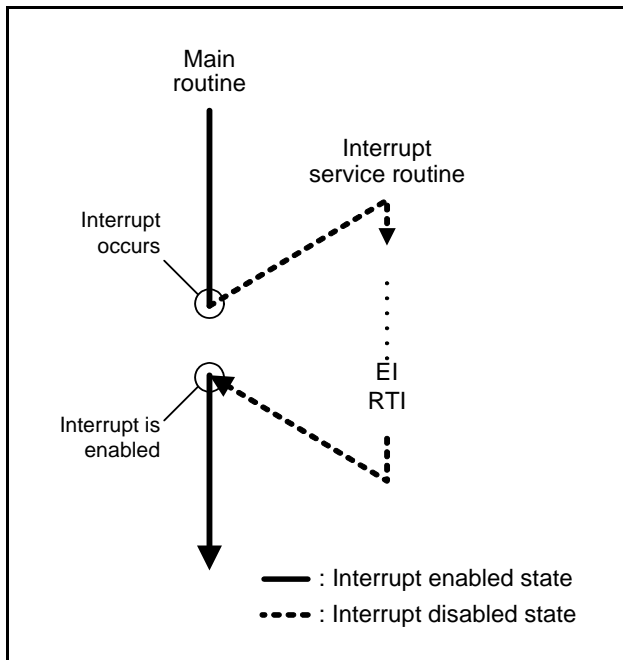 Main
routine
Interrupt
service routine
Interrupt
occurs
EI
RTI
Interrupt is
enabled
: Interrupt enabled state
: Interrupt disabled state